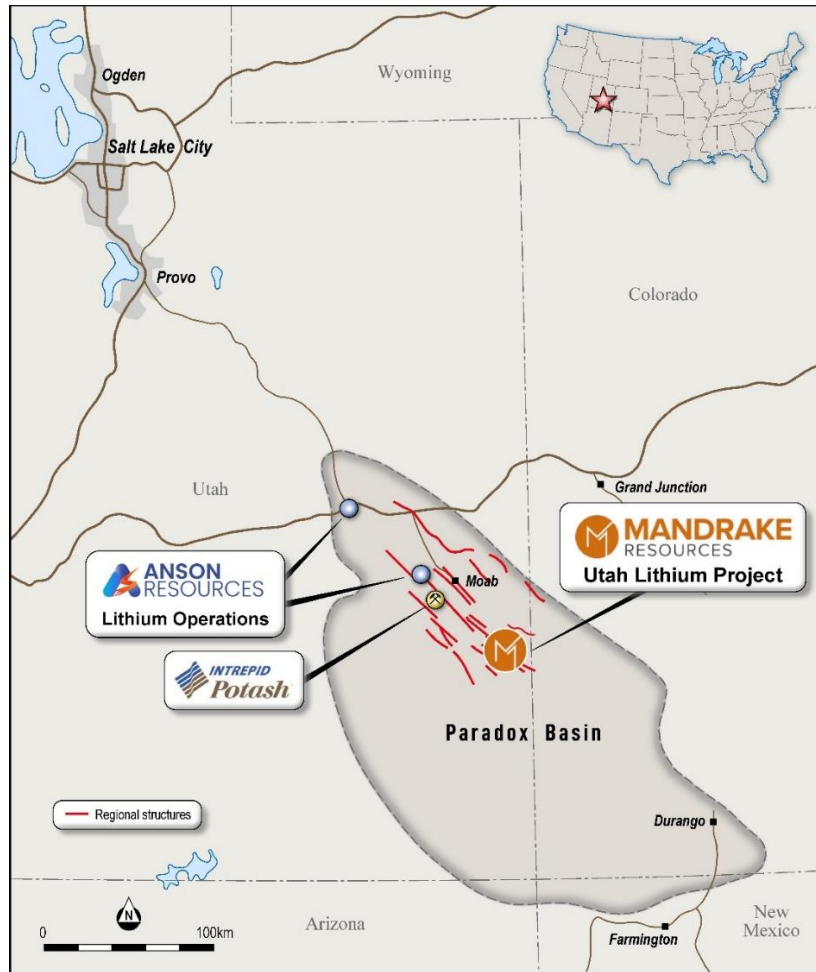 Ogden
Wyoming
Salt Lake City
Provo
Colorado
Utah
Grand Junction
MANDRAKE
RESOURCES
Utah Lithium Project
ANSON
RESOURCES
Lithium Operations
Moab
INTREPID
Potash
M
Paradox Basin
Regional structures
Durango
N
0 100km
Arizona
New
Mexico
Farmington